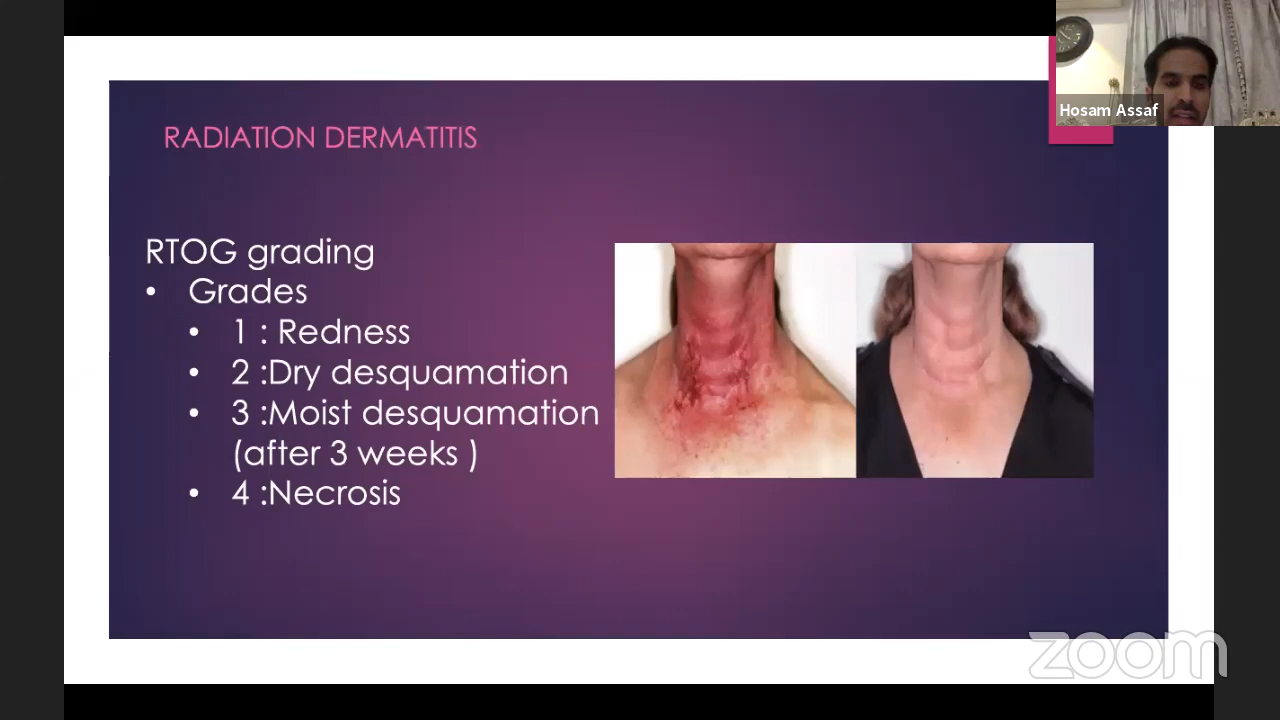 Hosam Assaf
RADIATION DERMATITIS
RTOG grading
• Grades
• 1 : Redness
• 2 :Dry desquamation
• 3 :Moist desquamation
(after 3 weeks )
• 4 :Necrosis
zoom